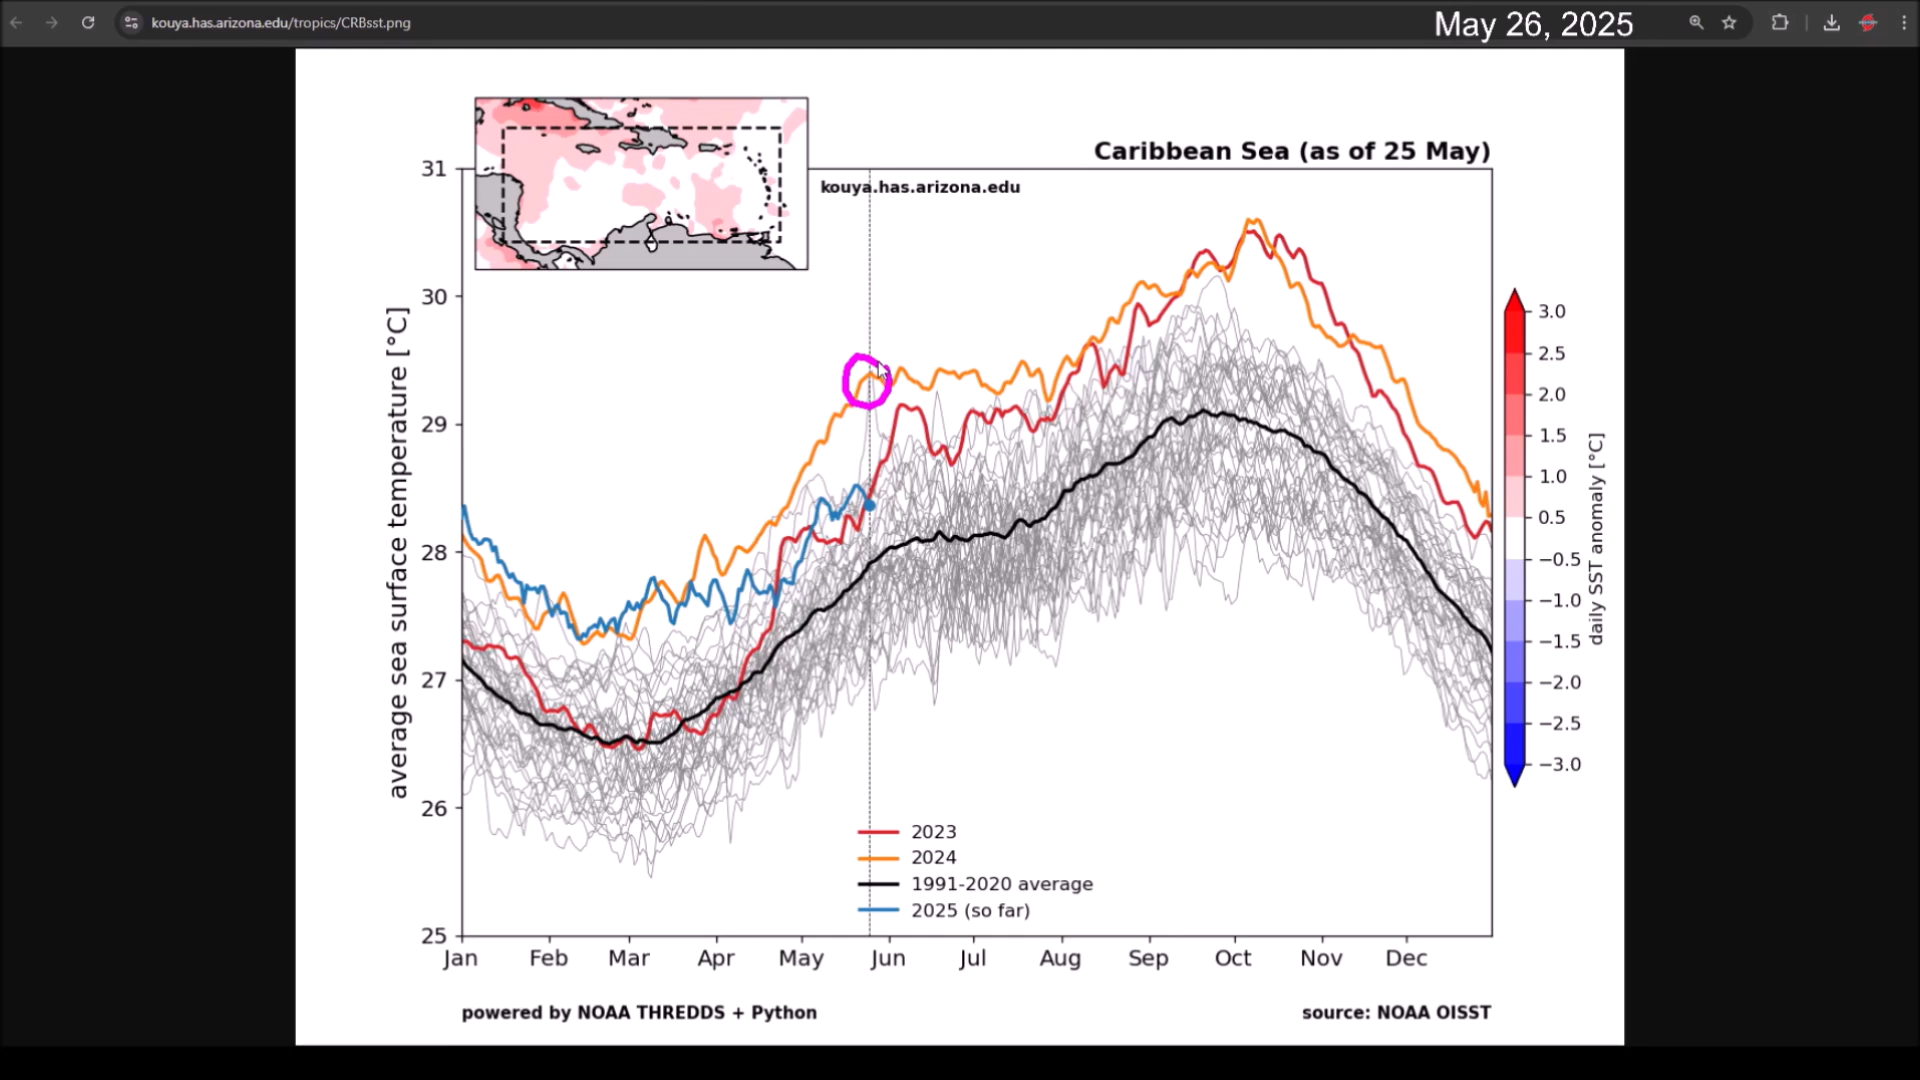 kouya.has.arizona.edu/tropics/CRBsst.png
May 26, 2025
Caribbean Sea (as of 25 May)
kouya.has.arizona.edu
average sea surface temperature [°C]
31
30
29
28
27
26
25
Jan Feb Mar Apr May Jun Jul Aug Sep Oct Nov Dec
2023
2024
1991-2020 average
2025 (so far)
3.0
2.5
2.0
1.5
1.0
0.5
−0.5
−1.0
−1.5
−2.0
−2.5
−3.0
daily SST anomaly [°C]
powered by NOAA THREDDS + Python
source: NOAA OISST